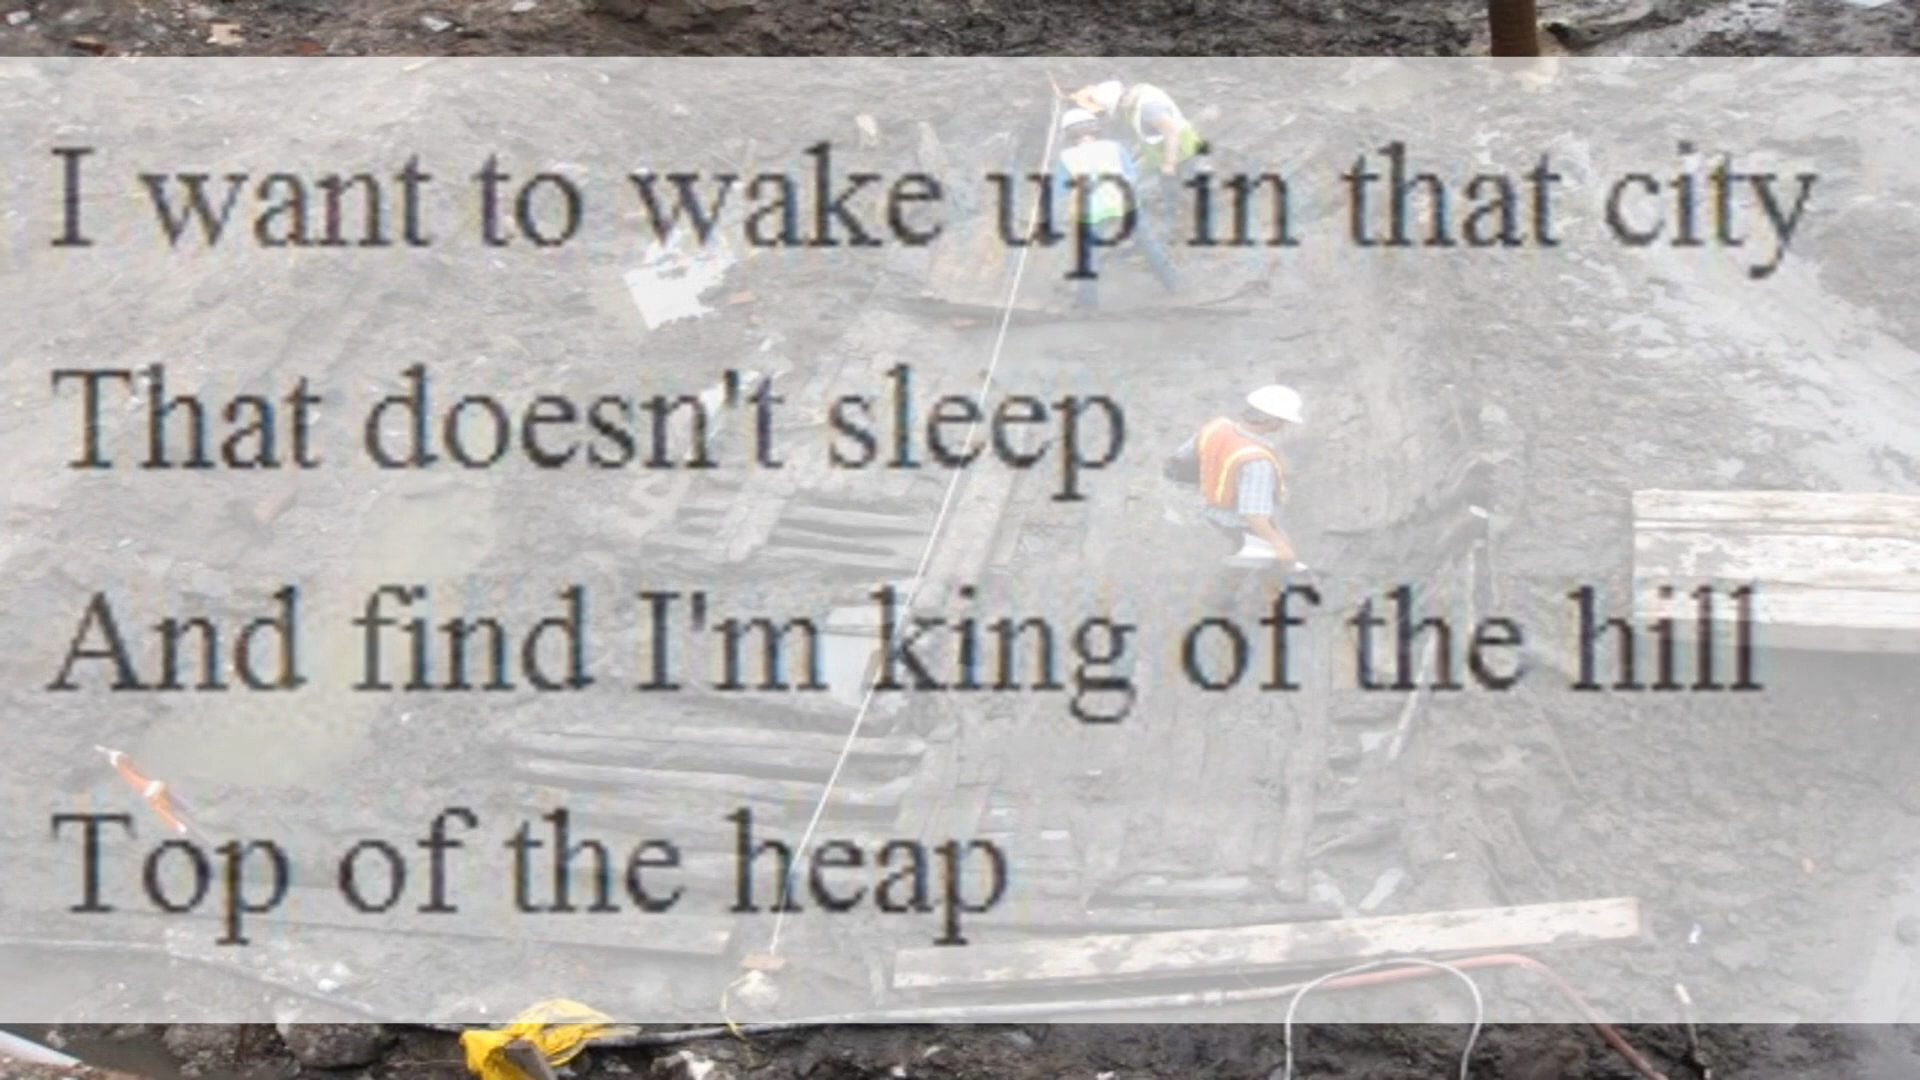 I want to wake up in that city
That doesn't sleep
And find I'm king of the hill
Top of the heap